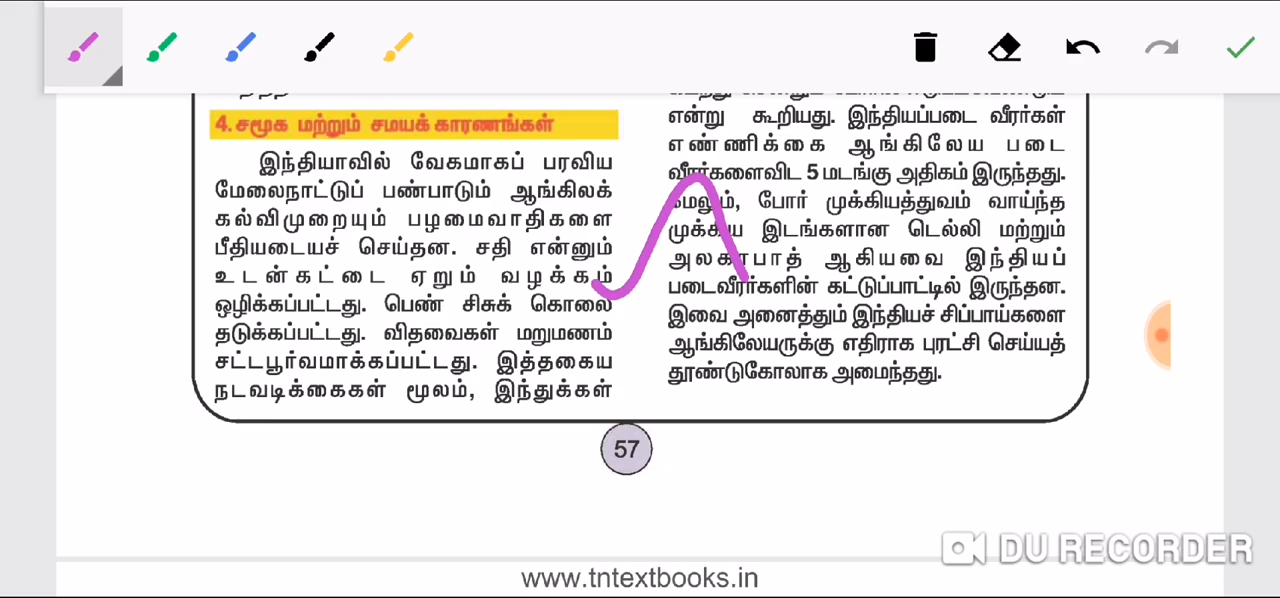 4. சமூக மற்றும் சமயக் காரணங்கள்
இந்தியாவில் வேகமாகப் பரவிய
மேலைநாட்டுப் பண்பாடும் ஆங்கிலக்
கல்விமுறையும் பழமைவாதிகளை
பீதியடையச் செய்தன. சதி என்னும்
உடன்கட்டை ஏறும் வழக்கம்
ஒழிக்கப்பட்டது. பெண் சிசுக் கொலை
தடுக்கப்பட்டது. விதவைகள் மறுமணம்
சட்டபூர்வமாக்கப்பட்டது. இத்தகைய
நடவடிக்கைகள் மூலம், இந்துக்கள்
என்று கூறியது. இந்தியப்படை வீரர்கள்
எண்ணிக்கை ஆங்கிலேய படை
வீரர்களைவிட 5 மடங்கு அதிகம் இருந்தது.
மேலும், போர் முக்கியத்துவம் வாய்ந்த
முக்கிய இடங்களான டெல்லி மற்றும்
அலகாபாத் ஆகியவை இந்தியப்
படைவீரர்களின் கட்டுப்பாட்டில் இருந்தன.
இவை அனைத்தும் இந்தியச் சிப்பாய்களை
ஆங்கிலேயருக்கு எதிராக புரட்சி செய்யத்
தூண்டுகோலாக அமைந்தது.
57
DU RECORDER
www.tntextbooks.in